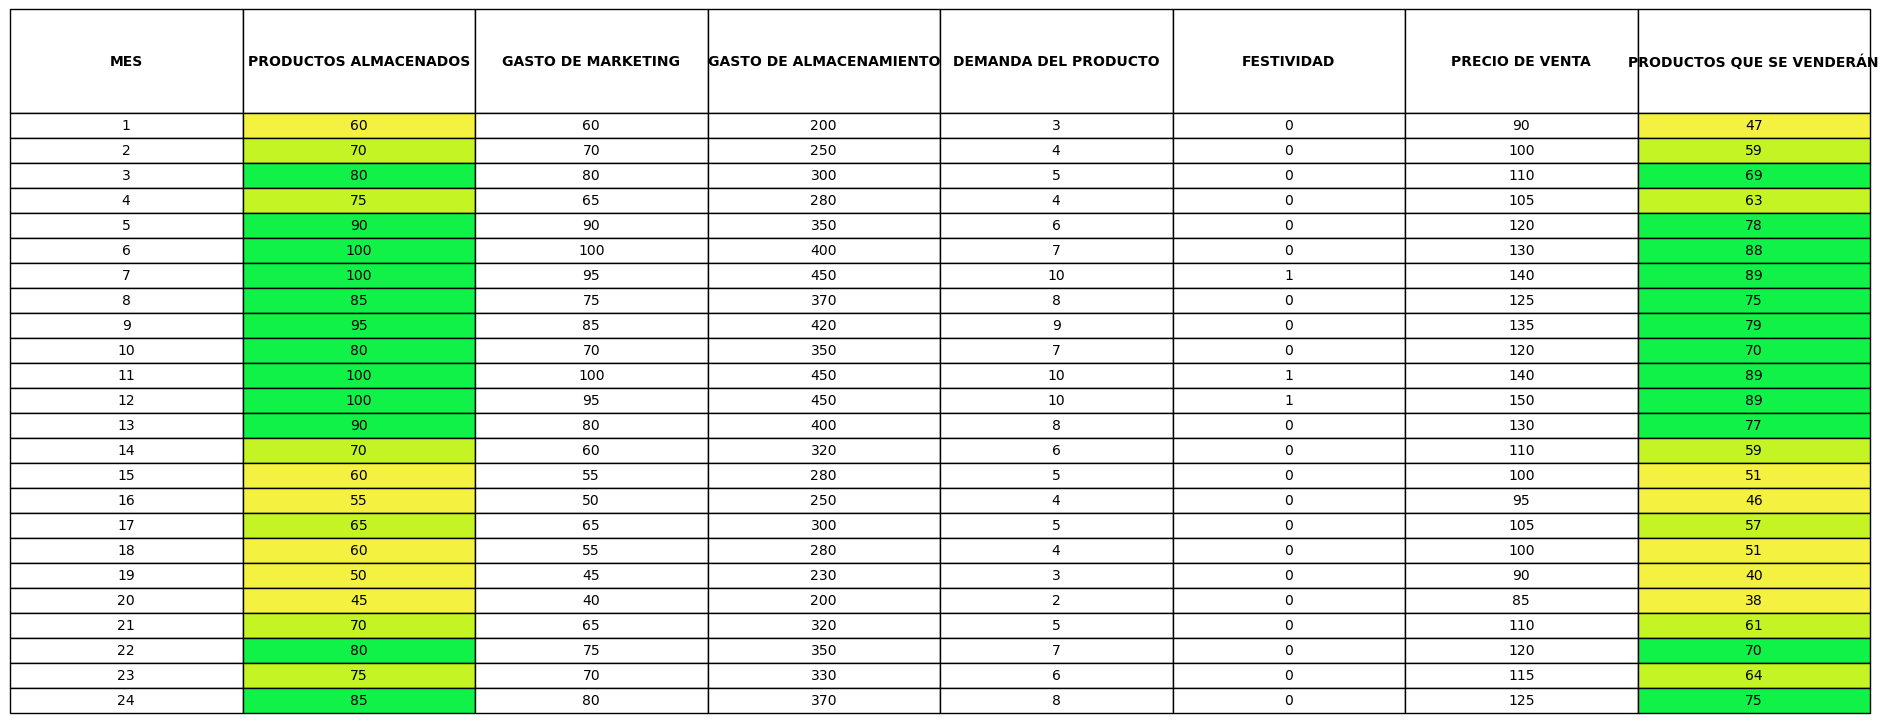 MES PRODUCTOS ALMACENADOS GASTO DE MARKETING GASTO DE ALMACENAMIENTO DEMANDA DEL PRODUCTO FESTIVIDAD PRECIO DE VENTA PRODUCTOS QUE SE VENDERÁN
1 60 60 200 3 0 90 47
2 70 70 250 4 0 100 59
3 80 80 300 5 0 110 69
4 75 65 280 4 0 105 63
5 90 90 350 6 0 120 78
6 100 100 400 7 0 130 88
7 100 95 450 10 1 140 89
8 85 75 370 8 0 125 75
9 95 85 420 9 0 135 79
10 80 70 350 7 0 120 70
11 100 100 450 10 1 140 89
12 100 95 450 10 1 150 89
13 90 80 400 8 0 130 77
14 70 60 320 6 0 110 59
15 60 55 280 5 0 100 51
16 55 50 250 4 0 95 46
17 65 65 300 5 0 105 57
18 60 55 280 4 0 100 51
19 50 45 230 3 0 90 40
20 45 40 200 2 0 85 38
21 70 65 320 5 0 110 61
22 80 75 350 7 0 120 70
23 75 70 330 6 0 115 64
24 85 80 370 8 0 125 75